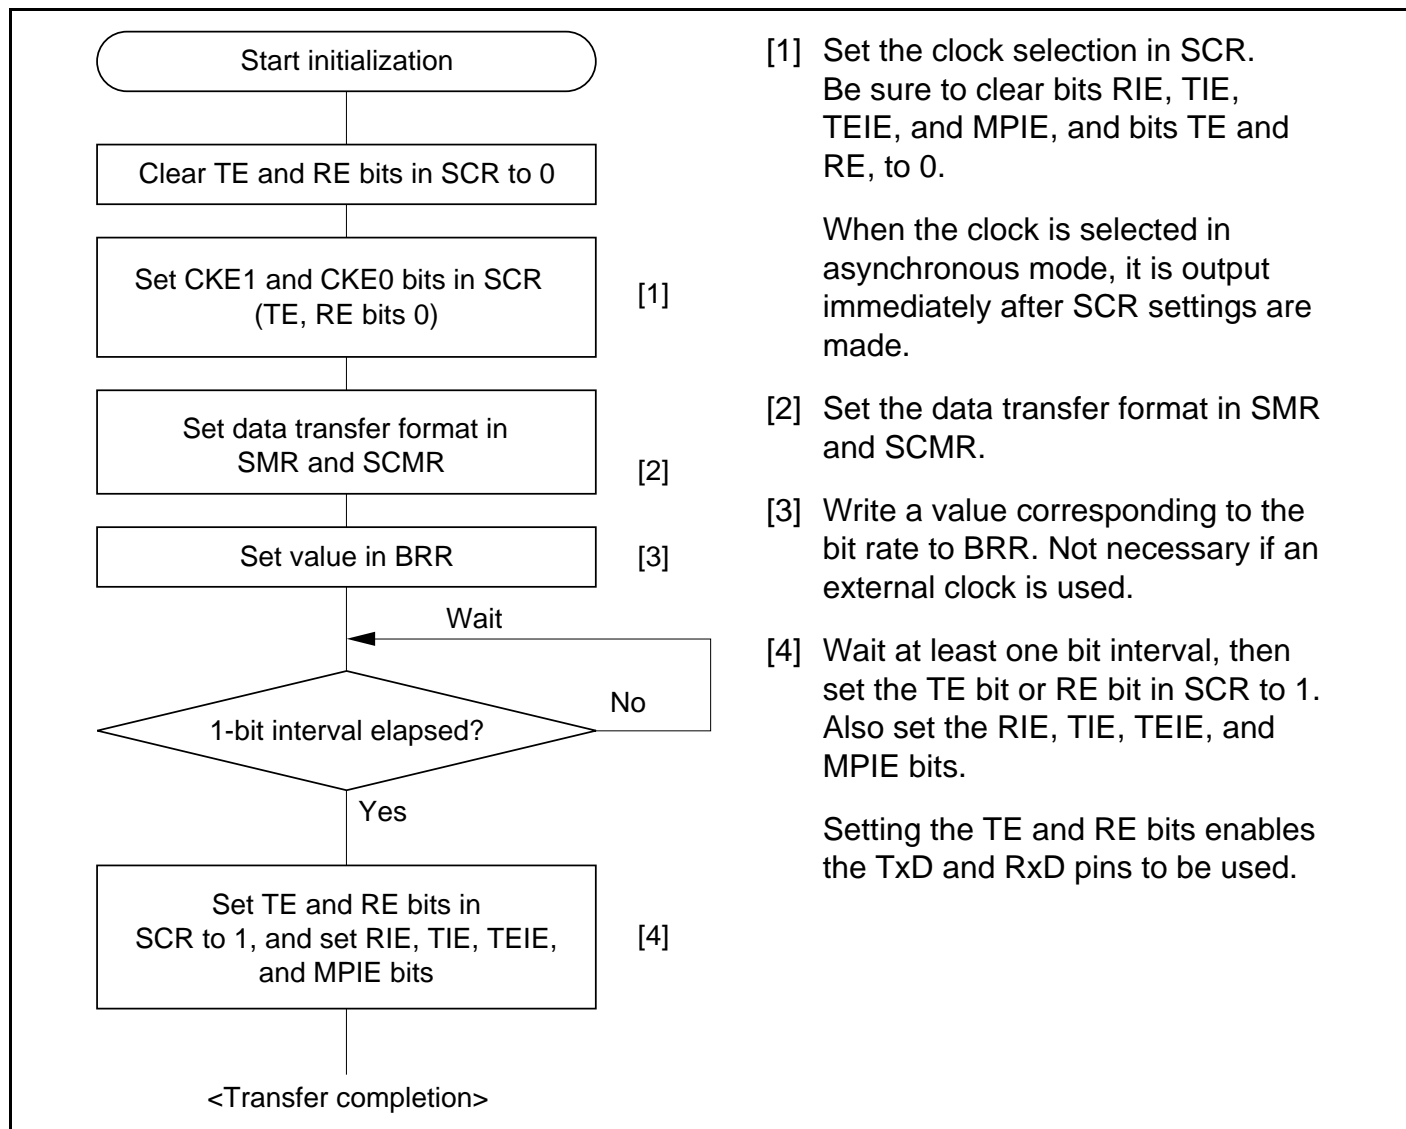 Start initialization
Clear TE and RE bits in SCR to 0
Set CKE1 and CKE0 bits in SCR
(TE, RE bits 0)
[1]
Set data transfer format in
SMR and SCMR
[2]
Set value in BRR
[3]
Wait
No
1-bit interval elapsed?
Yes
Set TE and RE bits in
SCR to 1, and set RIE, TIE, TEIE,
and MPIE bits
[4]
<Transfer completion>
[1] Set the clock selection in SCR.
Be sure to clear bits RIE, TIE,
TEIE, and MPIE, and bits TE and
RE, to 0.
When the clock is selected in
asynchronous mode, it is output
immediately after SCR settings are
made.
[2] Set the data transfer format in SMR
and SCMR.
[3] Write a value corresponding to the
bit rate to BRR. Not necessary if an
external clock is used.
[4] Wait at least one bit interval, then
set the TE bit or RE bit in SCR to 1.
Also set the RIE, TIE, TEIE, and
MPIE bits.
Setting the TE and RE bits enables
the TxD and RxD pins to be used.